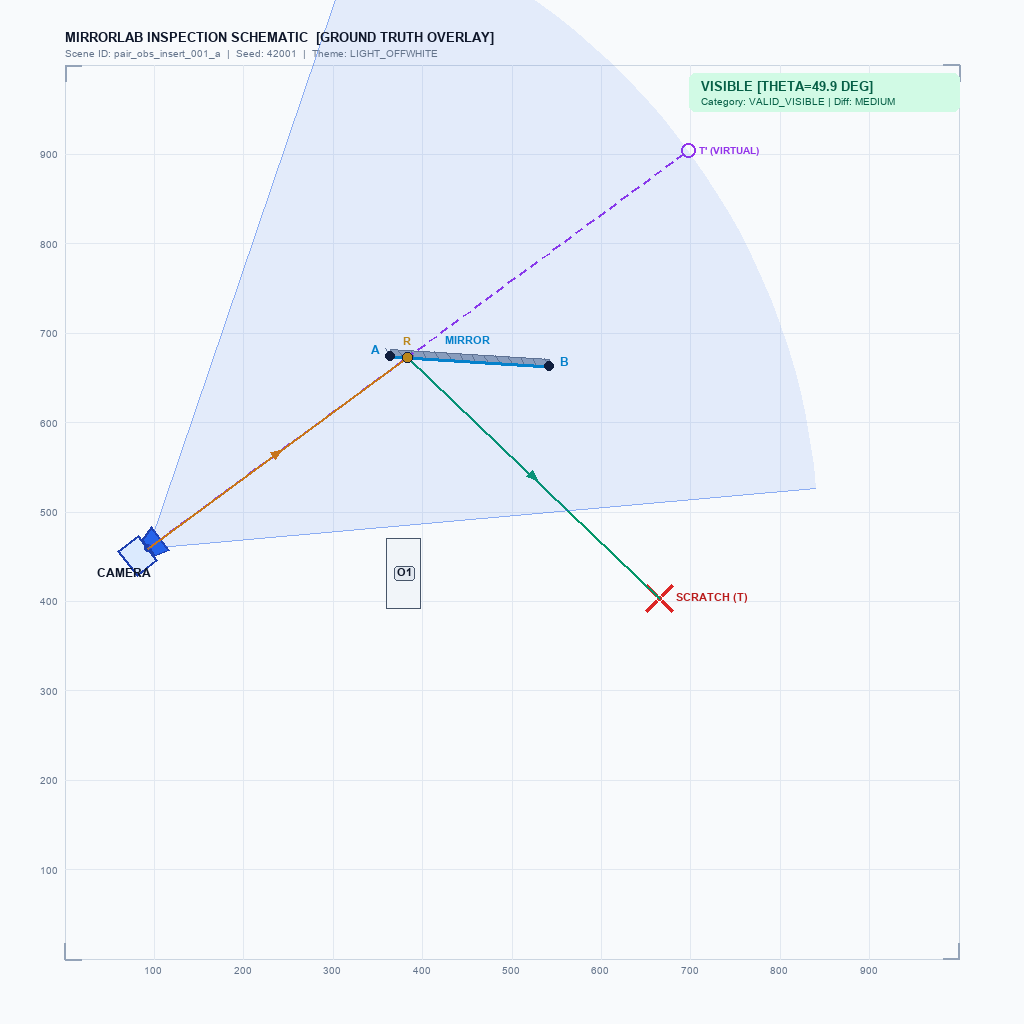 MIRRORLAB INSPECTION SCHEMATIC [GROUND TRUTH OVERLAY]
Scene ID: pair_obs_insert_001_a | Seed: 42001 | Theme: LIGHT_OFFWHITE
VISIBLE [THETA=49.9 DEG]
Category: VALID_VISIBLE | Diff: MEDIUM
T' (VIRTUAL)
900
800
700
R
MIRROR
A
B
600
500
CAMERA
O1
SCRATCH (T)
400
300
200
100
100 200 300 400 500 600 700 800 900